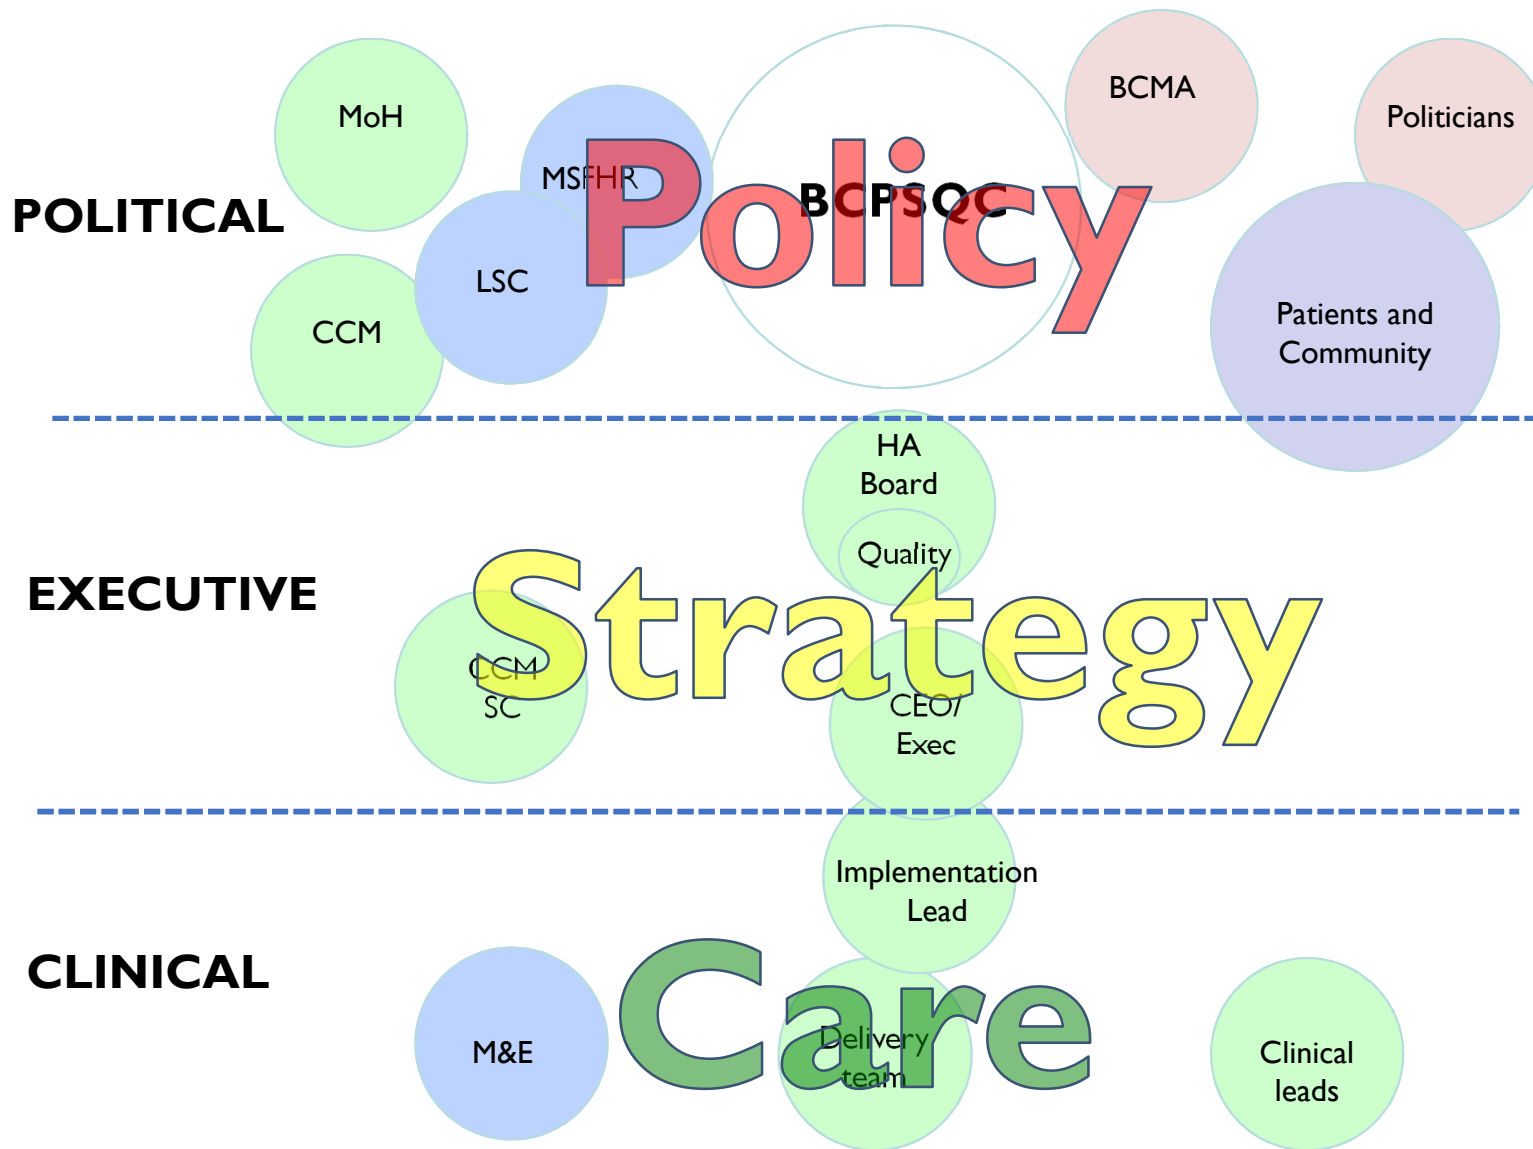 MoH
BCMA
Politicians
MSFHR
POLITICAL
BCPSQC
Policy
LSC
CCM
Patients and
Community
HA
Board
Quality
EXECUTIVE
Strategy
CCM
SC
CEO/
Exec
Implementation
Lead
CLINICAL
Care
M&E
Delivery
team
Clinical
leads